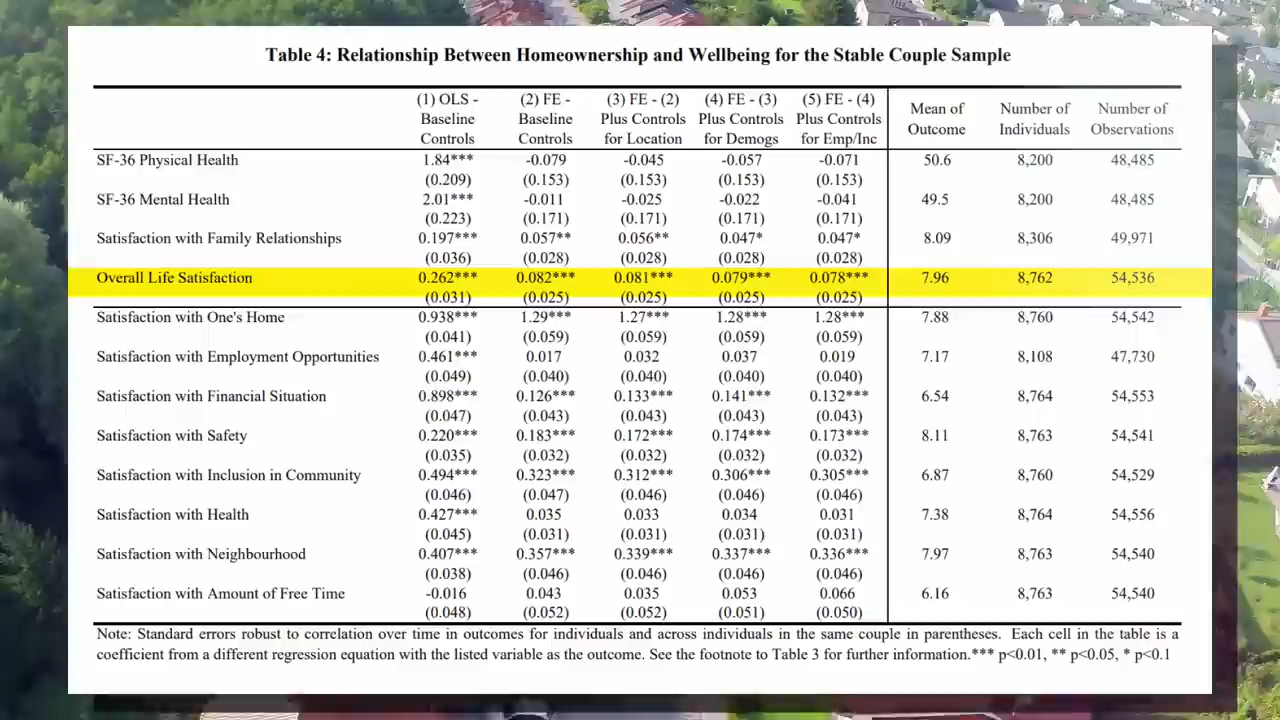 Table 4: Relationship Between Homeownership and Wellbeing for the Stable Couple Sample
(1) OLS - (2) FE - (3) FE - (2) (4) FE - (3) (5) FE - (4) Mean of Number of Number of
Baseline Baseline Plus Controls Plus Controls Plus Controls Outcome Individuals Observations
Controls Controls for Location for Demogs for Emp/Inc
SF-36 Physical Health 1.84*** -0.079 -0.045 -0.057 -0.071 50.6 8,200 48,485
(0.209) (0.153) (0.153) (0.153) (0.153)
SF-36 Mental Health 2.01*** -0.011 -0.025 -0.022 -0.041 49.5 8,200 48,485
(0.223) (0.171) (0.171) (0.171) (0.171)
Satisfaction with Family Relationships 0.197*** 0.057** 0.056** 0.047* 0.047* 8.09 8,306 49,971
(0.036) (0.028) (0.028) (0.028) (0.028)
Overall Life Satisfaction 0.262*** 0.082*** 0.081*** 0.079*** 0.078*** 7.96 8,762 54,536
(0.031) (0.025) (0.025) (0.025) (0.025)
Satisfaction with One's Home 0.938*** 1.29*** 1.27*** 1.28*** 1.28*** 7.88 8,760 54,542
(0.041) (0.059) (0.059) (0.059) (0.059)
Satisfaction with Employment Opportunities 0.461*** 0.017 0.032 0.037 0.019 7.17 8,108 47,730
(0.049) (0.040) (0.040) (0.040) (0.040)
Satisfaction with Financial Situation 0.898*** 0.126*** 0.133*** 0.141*** 0.132*** 6.54 8,764 54,553
(0.047) (0.043) (0.043) (0.043) (0.043)
Satisfaction with Safety 0.220*** 0.183*** 0.172*** 0.174*** 0.173*** 8.11 8,763 54,541
(0.035) (0.032) (0.032) (0.032) (0.032)
Satisfaction with Inclusion in Community 0.494*** 0.323*** 0.312*** 0.306*** 0.305*** 6.87 8,760 54,529
(0.046) (0.047) (0.046) (0.046) (0.046)
Satisfaction with Health 0.427*** 0.035 0.033 0.034 0.031 7.38 8,764 54,556
(0.045) (0.031) (0.031) (0.031) (0.031)
Satisfaction with Neighbourhood 0.407*** 0.357*** 0.339*** 0.337*** 0.336*** 7.97 8,763 54,540
(0.038) (0.046) (0.046) (0.046) (0.046)
Satisfaction with Amount of Free Time -0.016 0.043 0.035 0.053 0.066 6.16 8,763 54,540
(0.048) (0.052) (0.052) (0.051) (0.050)
Note: Standard errors robust to correlation over time in outcomes for individuals and across individuals in the same couple in parentheses. Each cell in the table is a
coefficient from a different regression equation with the listed variable as the outcome. See the footnote to Table 3 for further information.*** p<0.01, ** p<0.05, * p<0.1